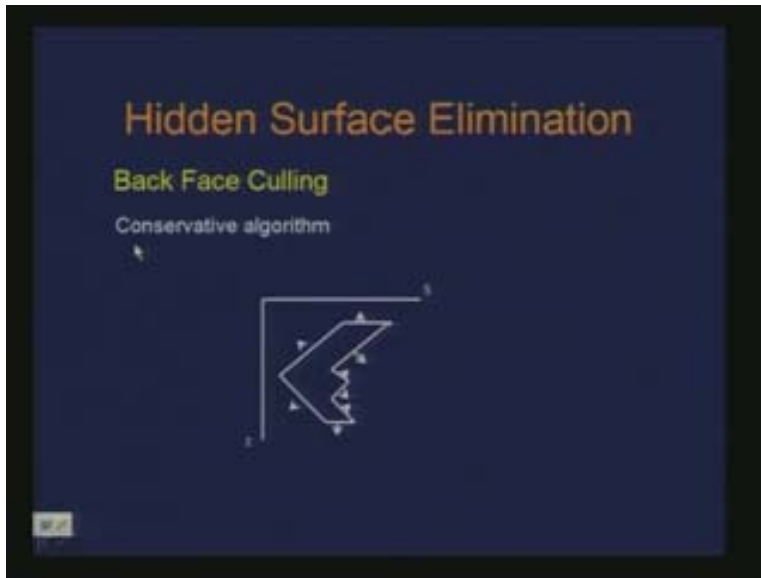 Hidden Surface Elimination
Back Face Culling
Conservative algorithm